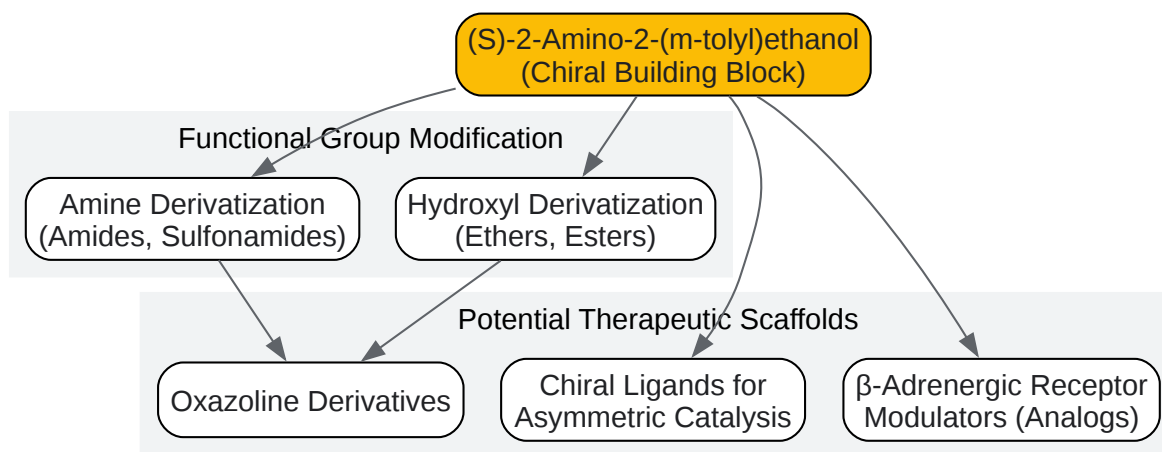 (S)-2-Amino-2-(m-tolyl)ethanol
(Chiral Building Block)
Functional Group Modification
Amine Derivatization
(Amides, Sulfonamides)
Hydroxyl Derivatization
(Ethers, Esters)
Potential Therapeutic Scaffolds
Oxazoline Derivatives
Chiral Ligands for
Asymmetric Catalysis
β-Adrenergic Receptor
Modulators (Analogs)